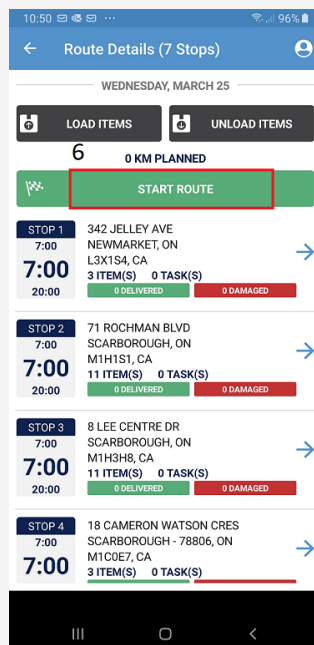 10:50 96%
Route Details (7 Stops)
WEDNESDAY, MARCH 25
LOAD ITEMS UNLOAD ITEMS
6 0 KM PLANNED
START ROUTE
STOP 1 342 JELLEY AVE
7:00 NEWMARKET, ON
7:00 L3X1S4, CA
3 ITEM(S) 0 TASK(S)
20:00 0 DELIVERED 0 DAMAGED
STOP 2 71 ROCHMAN BLVD
7:00 SCARBOROUGH, ON
7:00 M1H1S1, CA
11 ITEM(S) 0 TASK(S)
20:00 0 DELIVERED 0 DAMAGED
STOP 3 8 LEE CENTRE DR
7:00 SCARBOROUGH, ON
7:00 M1H3H8, CA
11 ITEM(S) 0 TASK(S)
20:00 0 DELIVERED 0 DAMAGED
STOP 4 18 CAMERON WATSON CRES
7:00 SCARBOROUGH - 78806, ON
7:00 M1C0E7, CA
3 ITEM(S) 0 TASK(S)